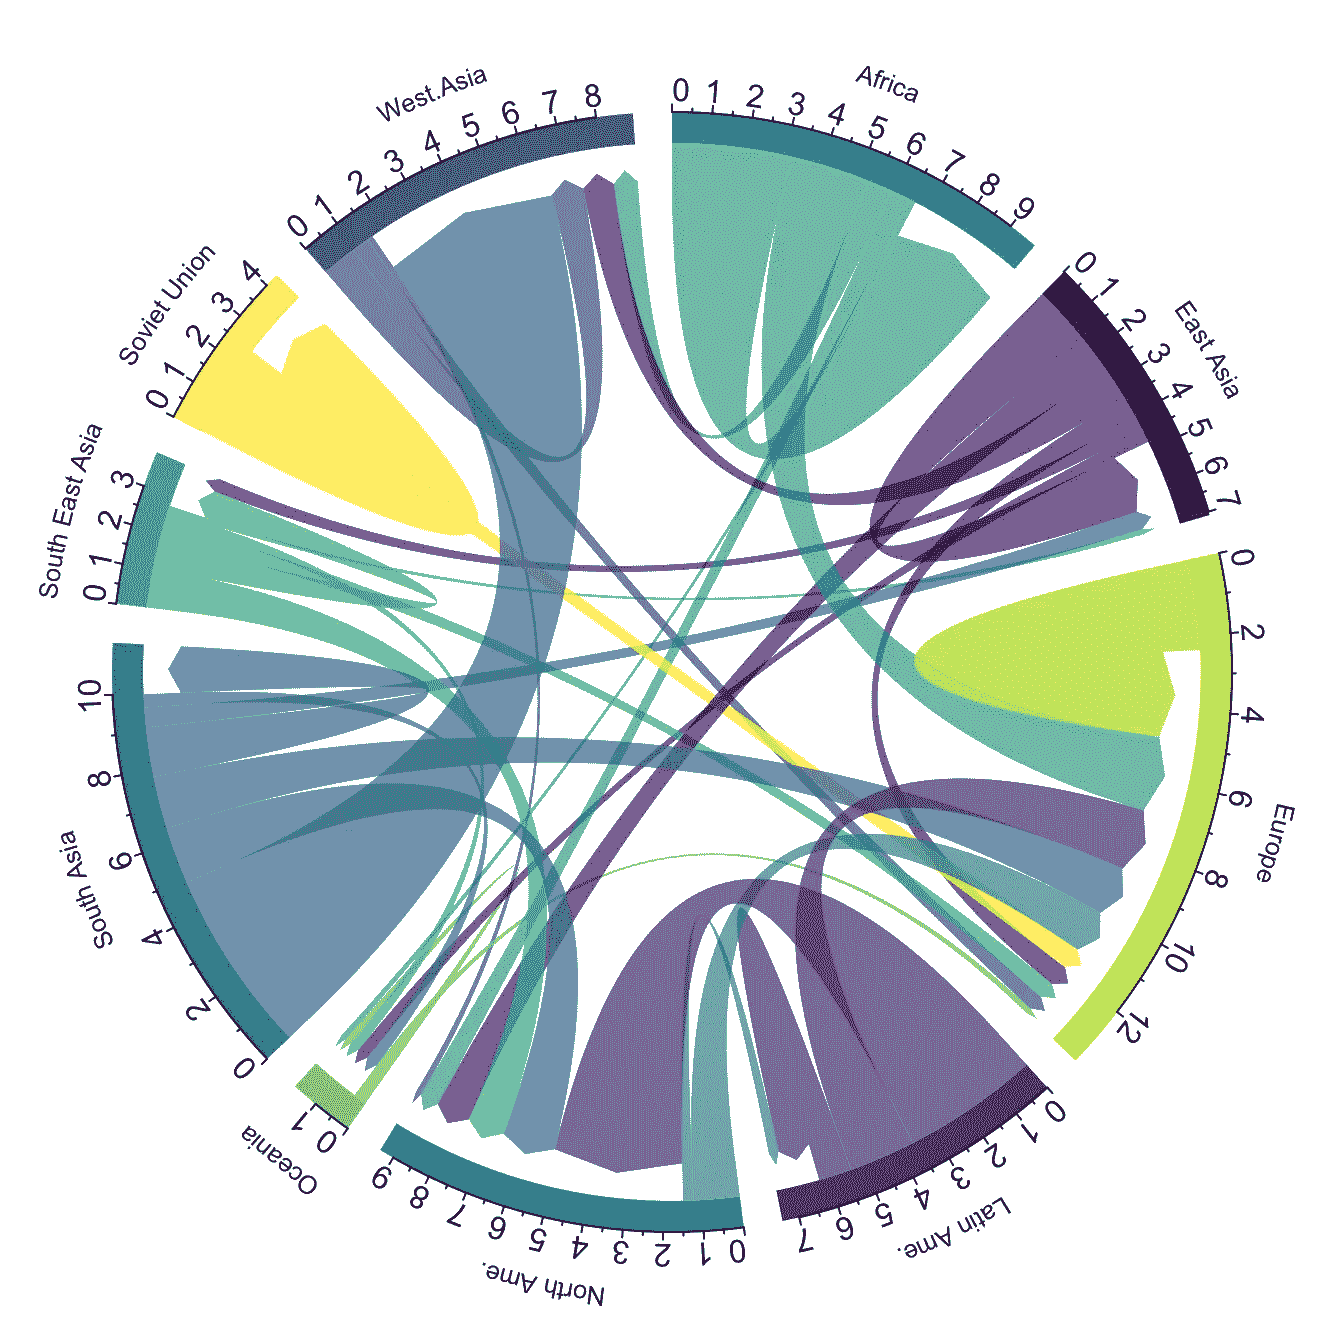 Africa
0 1 2 3 4 5 6 7 8 9
East Asia
0 1 2 3 4 5 6 7
Europe
0 2 4 6 8 10 12
Latin Ame.
0 1 2 3 4 5 6 7
North Ame.
0 1 2 3 4 5 6 7 8 9
Oceania
0 1
South Asia
0 2 4 6 8 10
South East Asia
0 1 2 3
Soviet Union
0 1 2 3 4
West.Asia
0 1 2 3 4 5 6 7 8